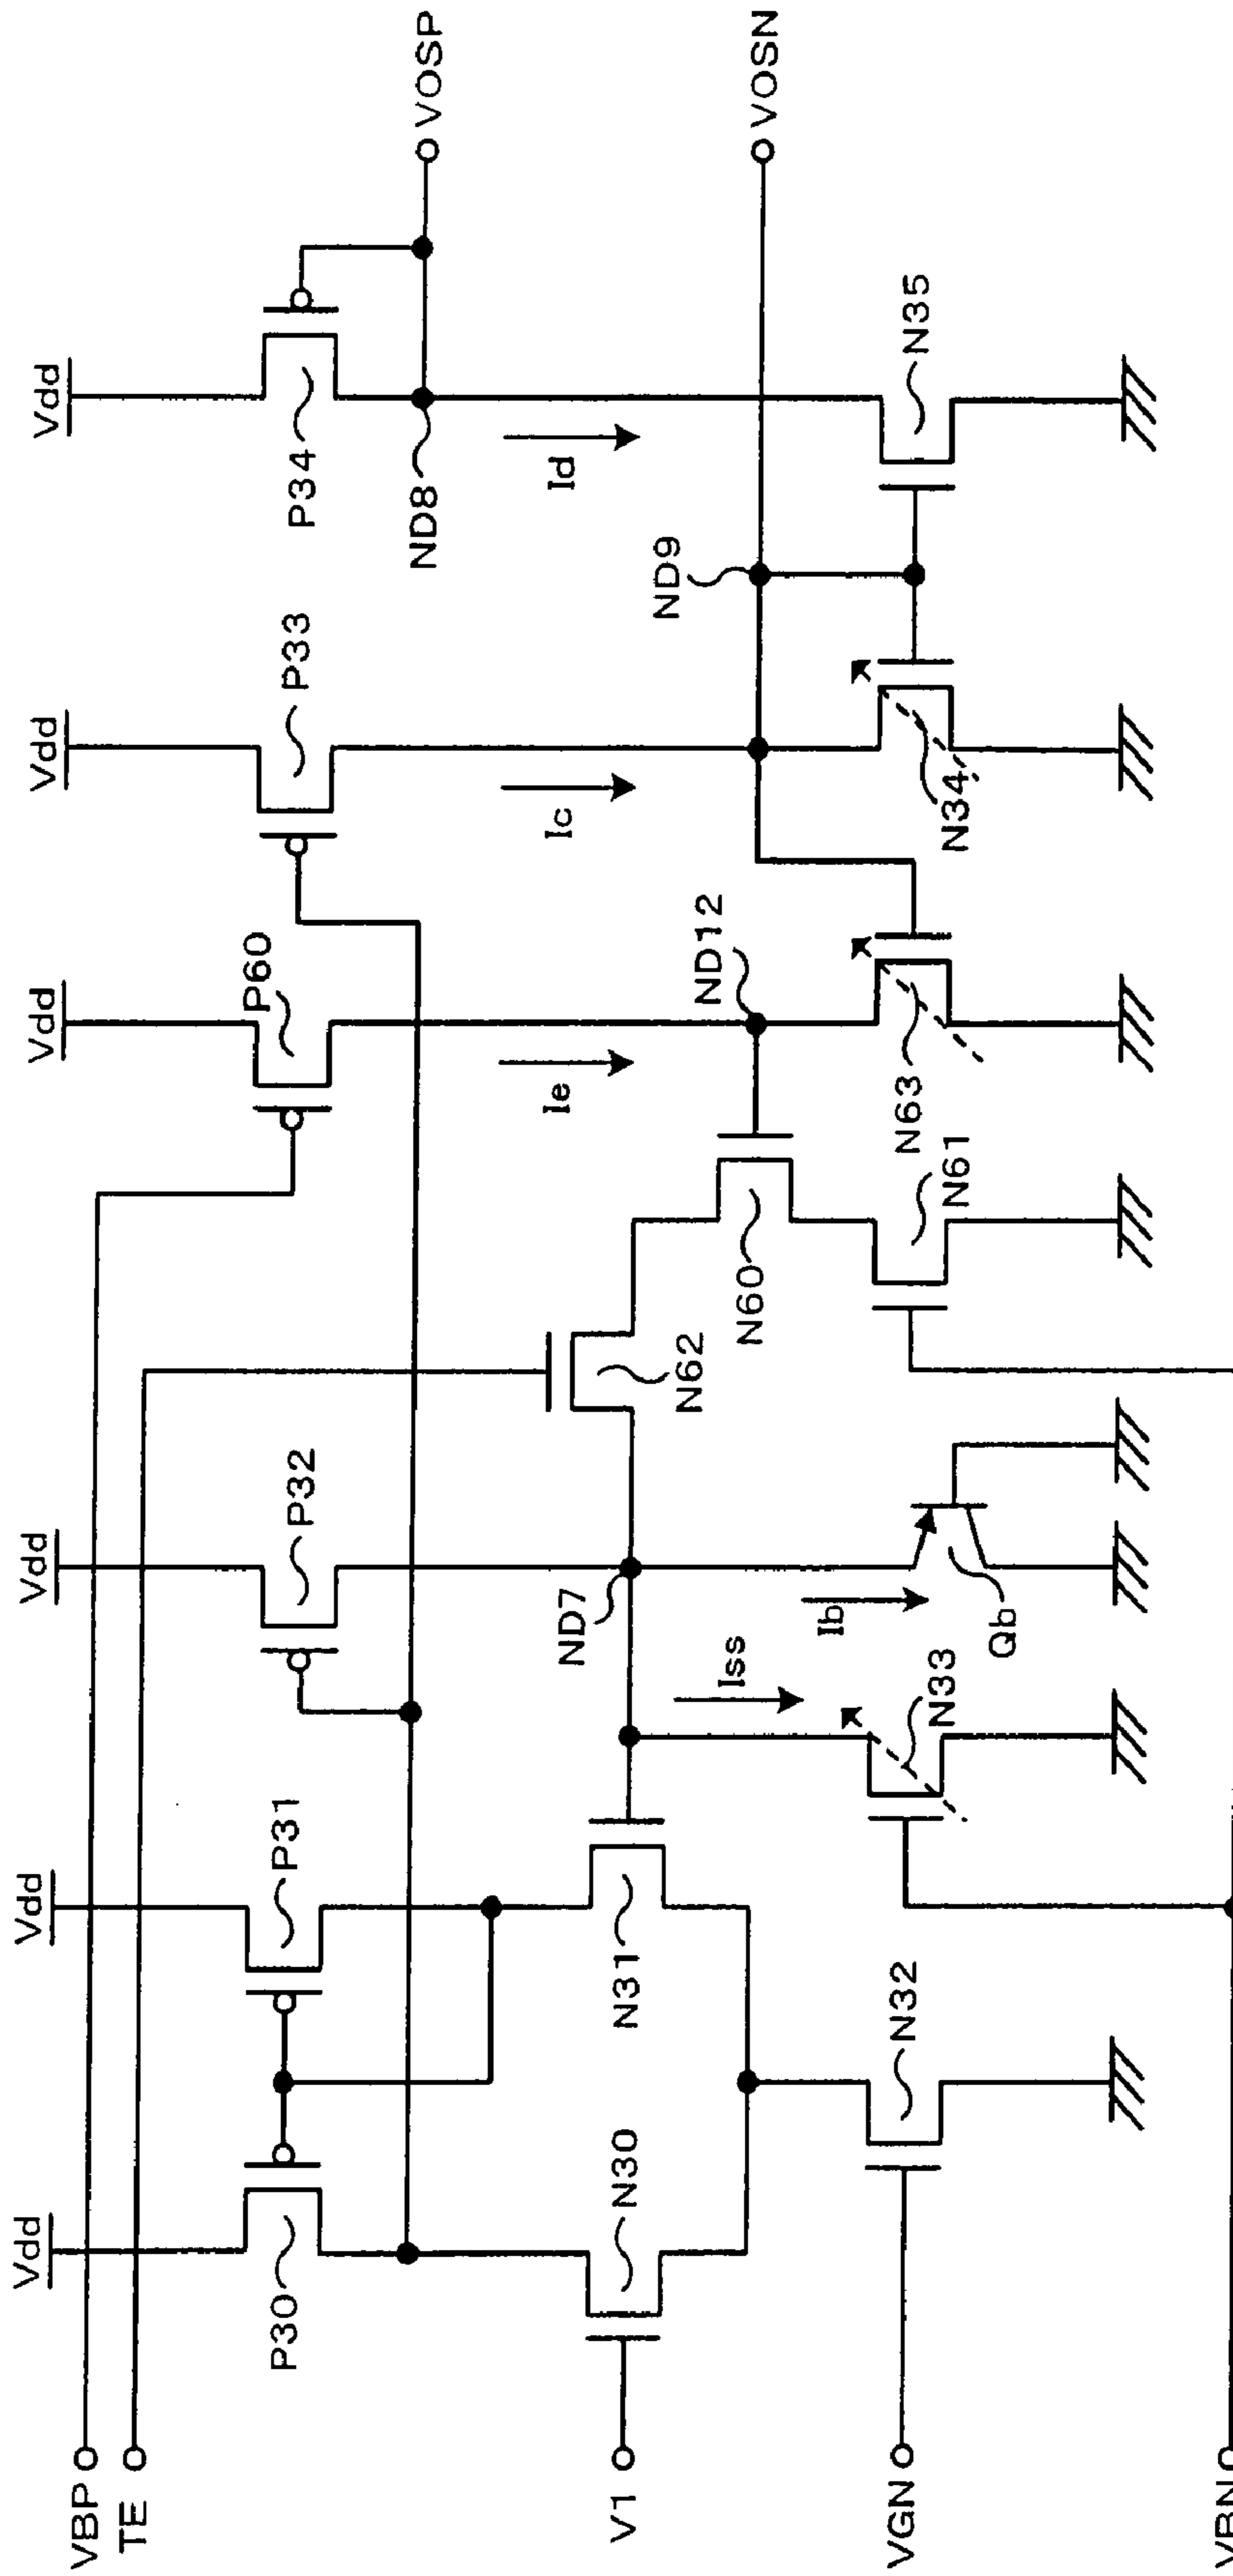 Vdd
Vdd
Vdd
Vdd
Vdd
Vdd
VBP
TE
P30
P31
P32
P60
P33
P34
VOSP
ND8
Ie
Ic
Id
V1
N30
N31
ND7
N62
N60
ND12
ND9
VOSN
Iss
Ib
VGN
N32
N33
Qb
N61
N63
N34
N35